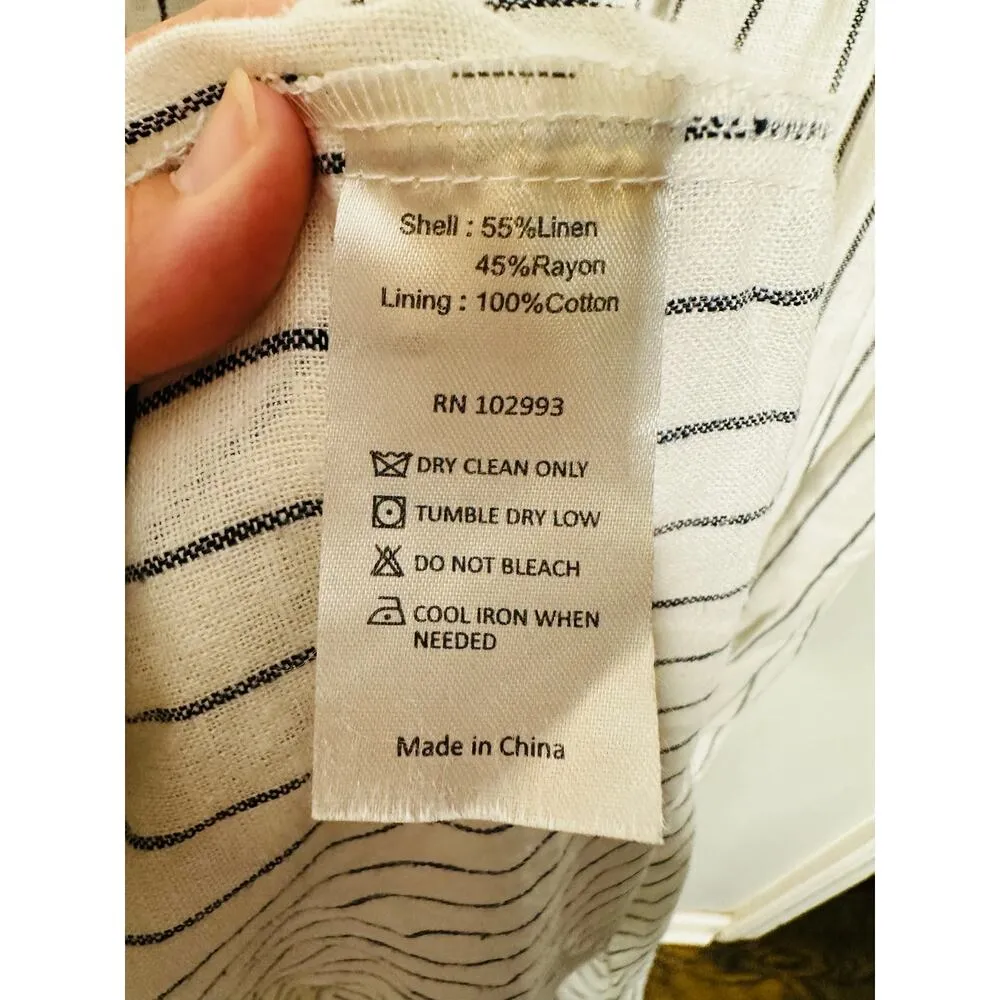 Shell : 55%Linen
45%Rayon
Lining : 100%Cotton
RN 102993
DRY CLEAN ONLY
TUMBLE DRY LOW
DO NOT BLEACH
COOL IRON WHEN
NEEDED
Made in China